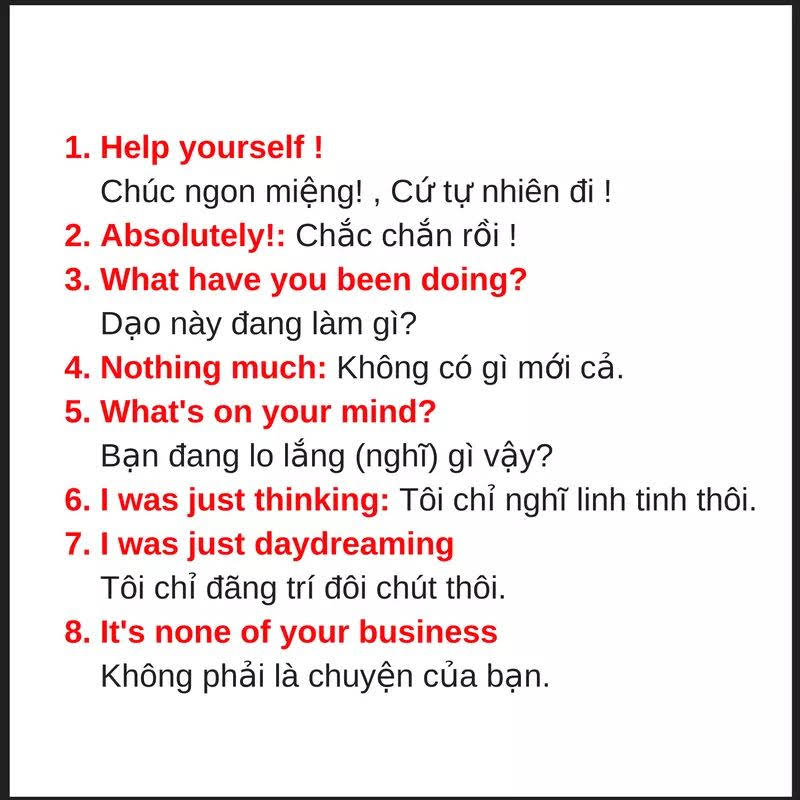 1. Help yourself !
Chúc ngon miệng! , Cứ tự nhiên đi !
2. Absolutely!: Chắc chắn rồi !
3. What have you been doing?
Dạo này đang làm gì?
4. Nothing much: Không có gì mới cả.
5. What's on your mind?
Bạn đang lo lắng (nghĩ) gì vậy?
6. I was just thinking: Tôi chỉ nghĩ linh tinh thôi.
7. I was just daydreaming
Tôi chỉ đãng trí đôi chút thôi.
8. It's none of your business
Không phải là chuyện của bạn.